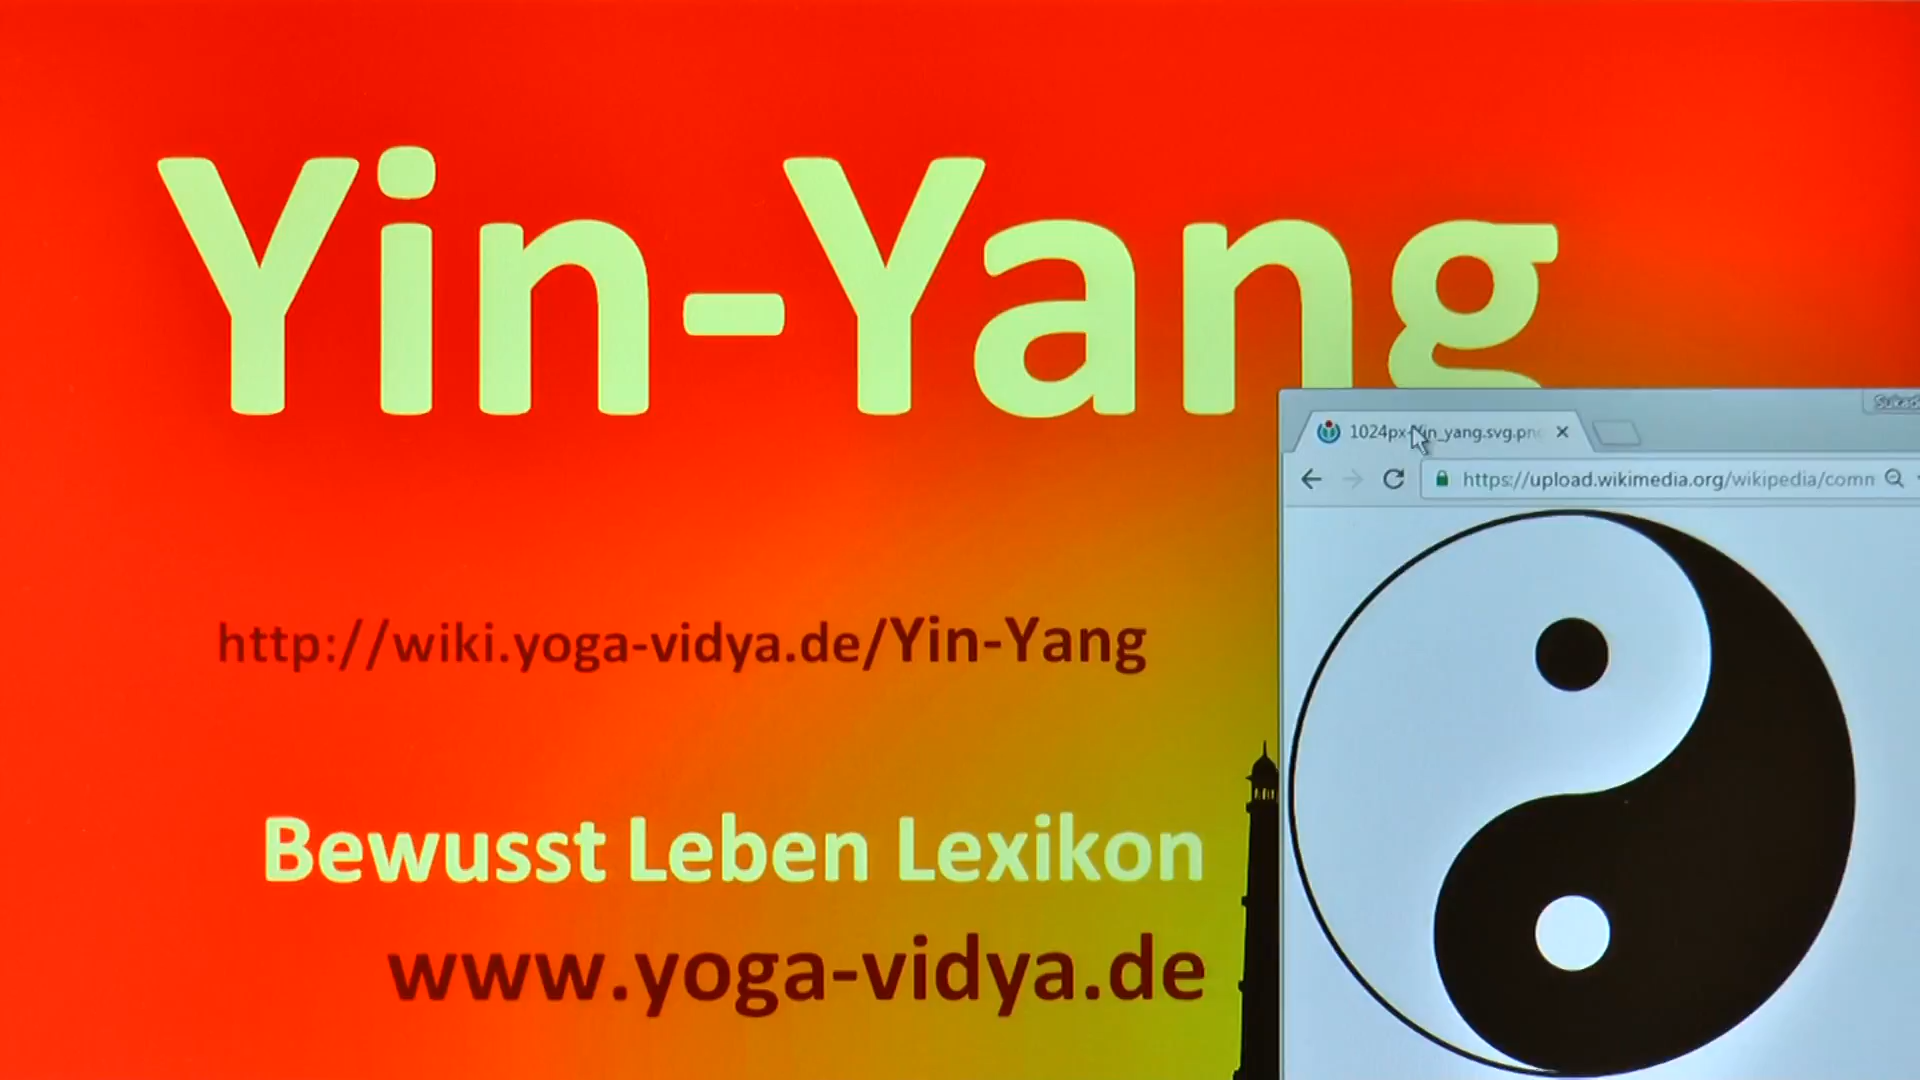 Yin-Yang
1024px-Yin_yang.svg.pn
https://upload.wikimedia.org/wikipedia/comm
http://wiki.yoga-vidya.de/Yin-Yang
Bewusst Leben Lexikon
www.yoga-vidya.de